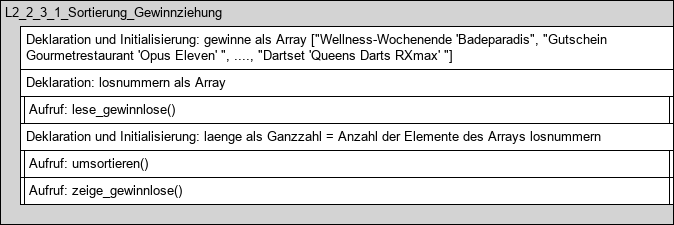 L2_2_3_1_Sortierung_Gewinnziehung
Deklaration und Initialisierung: gewinne als Array ["Wellness-Wochenende 'Badeparadis", "Gutschein
Gourmetrestaurant 'Opus Eleven' ", ...., "Dartset 'Queens Darts RXmax' "]
Deklaration: losnummern als Array
Aufruf: lese_gewinnlose()
Deklaration und Initialisierung: laenge als Ganzzahl = Anzahl der Elemente des Arrays losnummern
Aufruf: umsortieren()
Aufruf: zeige_gewinnlose()